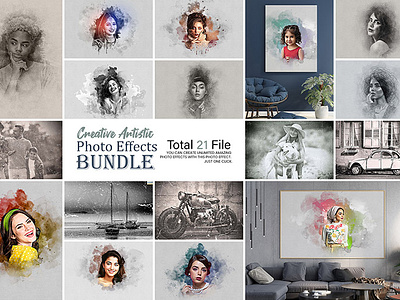 Creative Artistic
Photo Effects
BUNDLE
Total 21 File
YOU CAN CREATE UNLIMITED AMAZING
PHOTO EFFECTS WITH THIS PHOTO EFFECT.
JUST ONE CLICK.